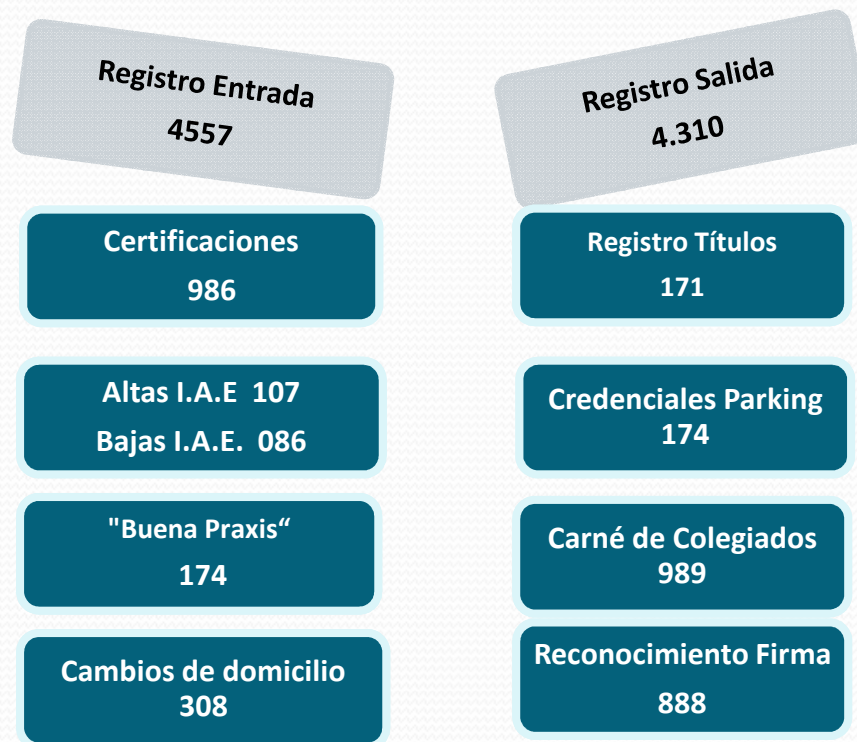 Registro Entrada
4557
Certificaciones
986
Altas I.A.E 107
Bajas I.A.E. 086
"Buena Praxis“
174
Cambios de domicilio
308
Registro Salida
4.310
Registro Títulos
171
Credenciales Parking
174
Carné de Colegiados
989
Reconocimiento Firma
888